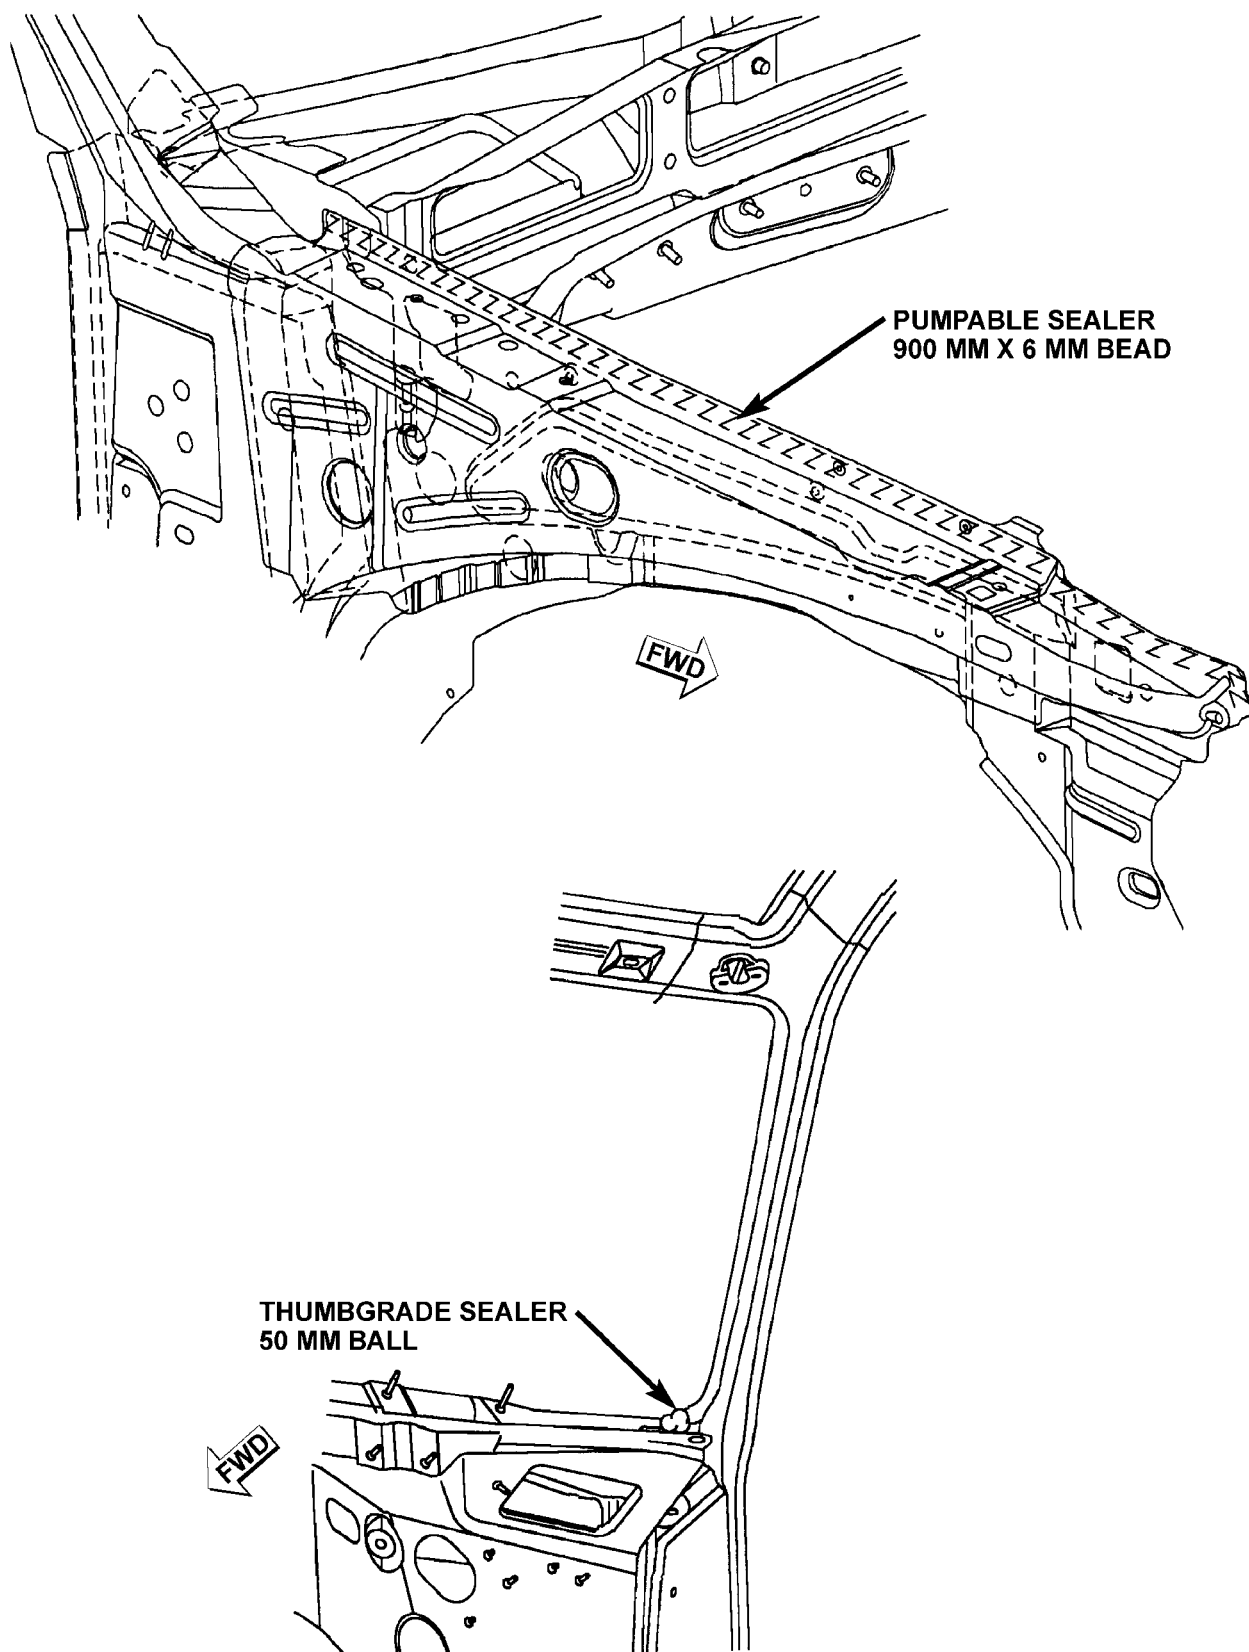 PUMPABLE SEALER
900 MM X 6 MM BEAD
FWD
THUMBGRADE SEALER
50 MM BALL
FWD